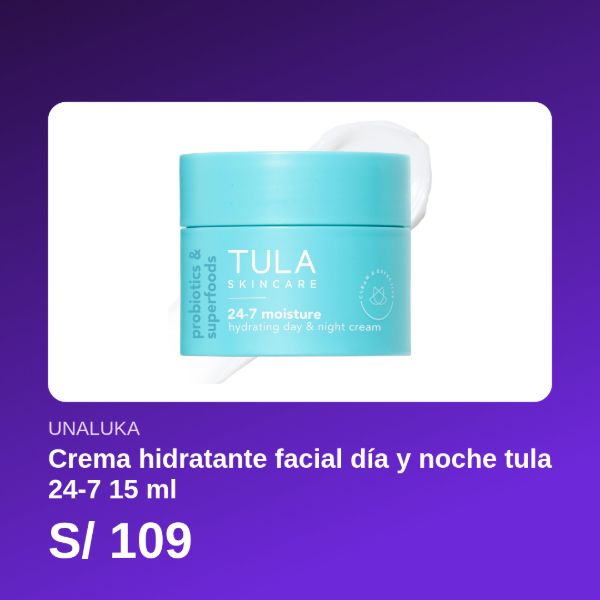 TULA
SKINCARE
24-7 moisture
hydrating day & night cream
probiotics &
superfoods
UNALUKA
Crema hidratante facial día y noche tula
24-7 15 ml
S/ 109